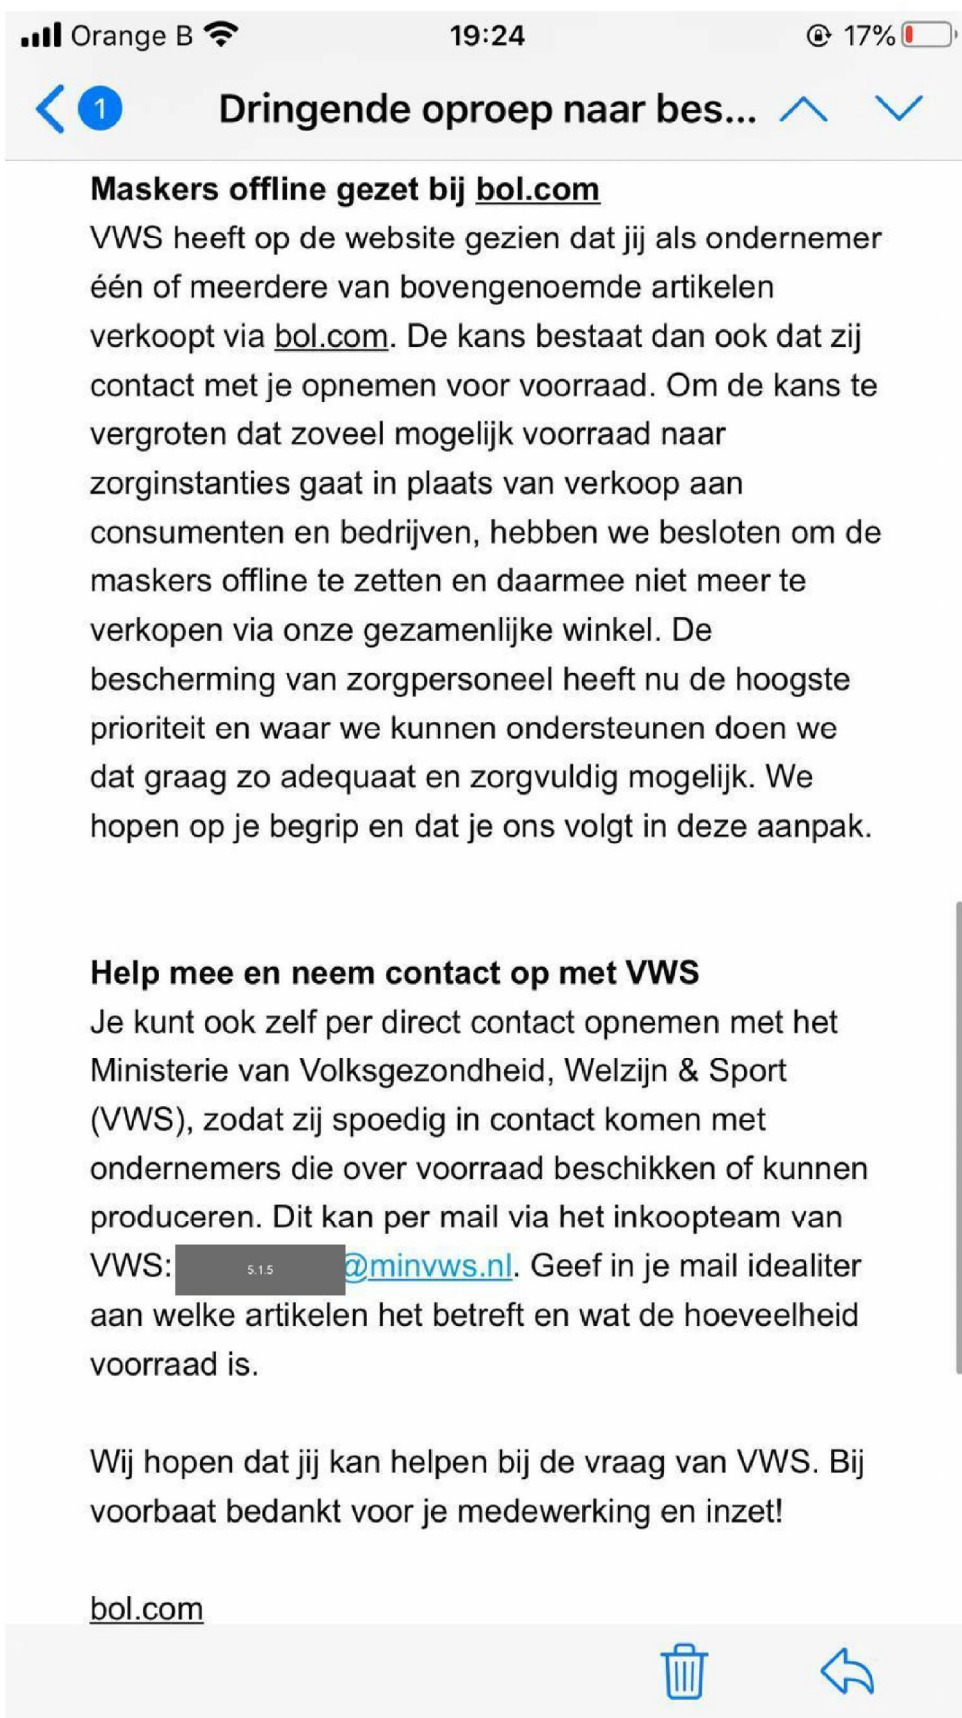 Orange B 19:24 17%
1 Dringende oproep naar bes...
Maskers offline gezet bij bol.com
VWS heeft op de website gezien dat jij als ondernemer
één of meerdere van bovengenoemde artikelen
verkoopt via bol.com. De kans bestaat dan ook dat zij
contact met je opnemen voor voorraad. Om de kans te
vergroten dat zoveel mogelijk voorraad naar
zorginstanties gaat in plaats van verkoop aan
consumenten en bedrijven, hebben we besloten om de
maskers offline te zetten en daarmee niet meer te
verkopen via onze gezamenlijke winkel. De
bescherming van zorgpersoneel heeft nu de hoogste
prioriteit en waar we kunnen ondersteunen doen we
dat graag zo adequaat en zorgvuldig mogelijk. We
hopen op je begrip en dat je ons volgt in deze aanpak.
Help mee en neem contact op met VWS
Je kunt ook zelf per direct contact opnemen met het
Ministerie van Volksgezondheid, Welzijn & Sport
(VWS), zodat zij spoedig in contact komen met
ondernemers die over voorraad beschikken of kunnen
produceren. Dit kan per mail via het inkoopteam van
VWS: 5.1.5 @minvws.nl. Geef in je mail idealiter
aan welke artikelen het betreft en wat de hoeveelheid
voorraad is.
Wij hopen dat jij kan helpen bij de vraag van VWS. Bij
voorbaat bedankt voor je medewerking en inzet!
bol.com